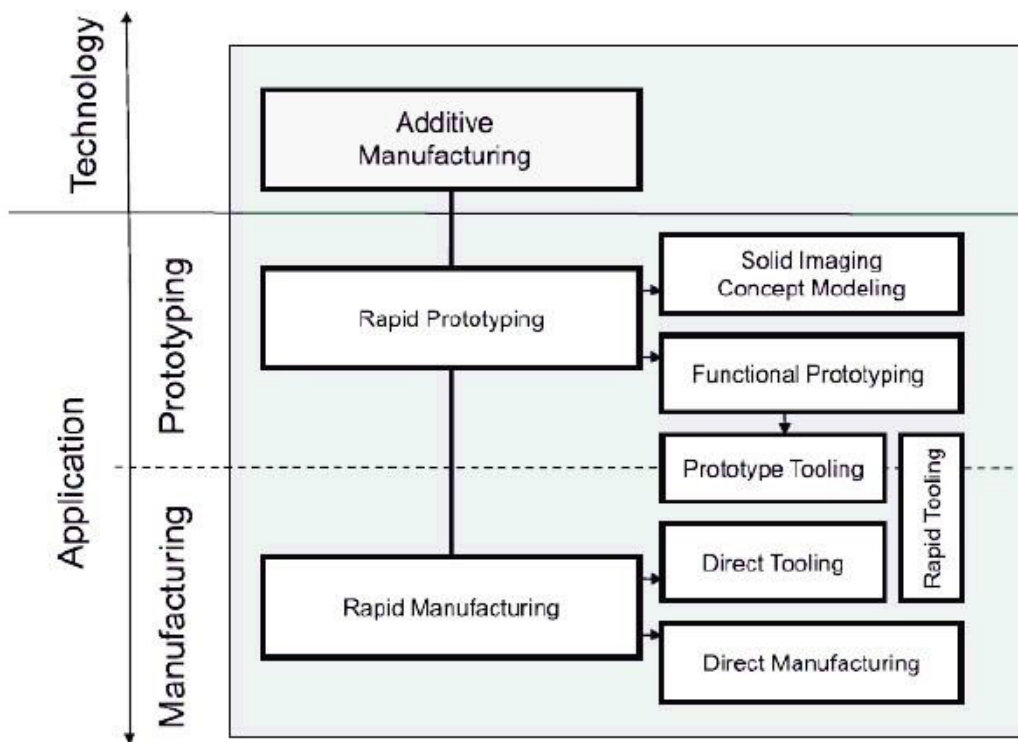 Technology
Additive
Manufacturing
Application
Prototyping
Rapid Prototyping
Solid Imaging
Concept Modeling
Functional Prototyping
Prototype Tooling
Rapid Tooling
Manufacturing
Rapid Manufacturing
Direct Tooling
Direct Manufacturing